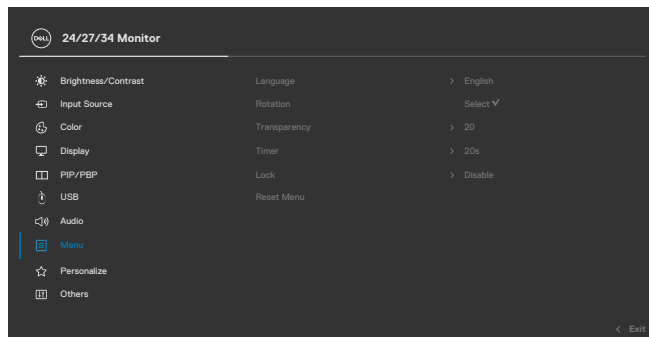 DELL 24/27/34 Monitor
Brightness/Contrast Language > English
Input Source Rotation Select ✓
Color Transparency > 20
Display Timer > 20s
PIP/PBP Lock > Disable
USB Reset Menu
Audio
Menu
Personalize
Others
< Exit